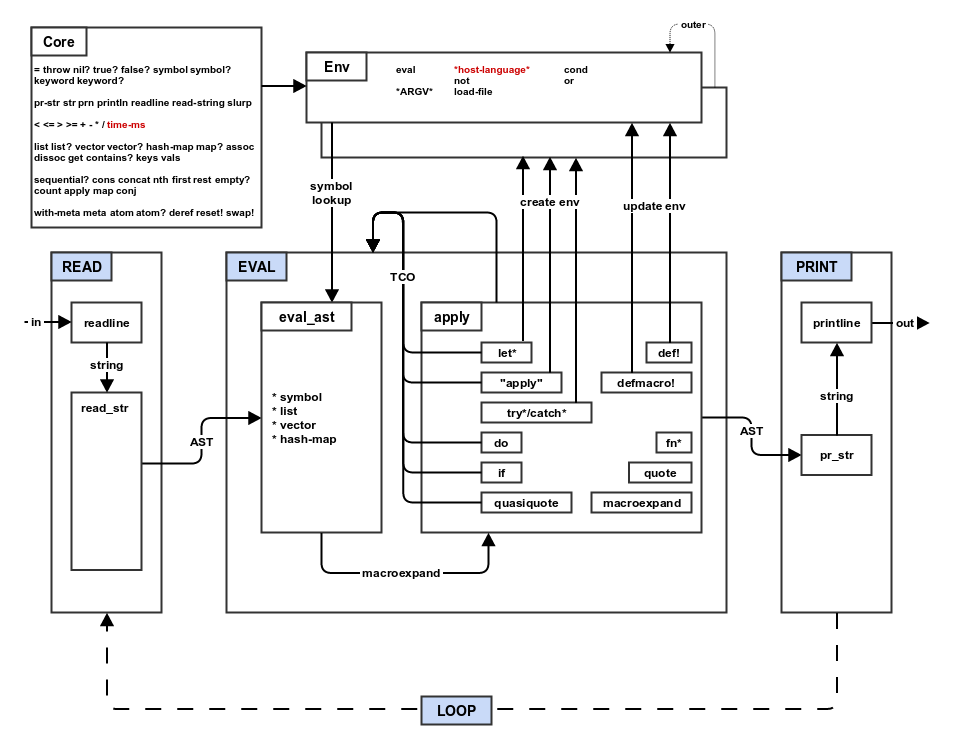 outer
Core
= throw nil? true? false? symbol symbol?
keyword keyword?
pr-str str prn println readline read-string slurp
< <= > >= + - * / time-ms
list list? vector vector? hash-map map? assoc
dissoc get contains? keys vals
sequential? cons concat nth first rest empty?
count apply map conj
with-meta meta atom atom? deref reset! swap!
Env
eval *host-language* cond
not or
*ARGV* load-file
symbol
lookup
create env
update env
READ
- in
readline
string
read_str
AST
EVAL
TCO
eval_ast
* symbol
* list
* vector
* hash-map
macroexpand
apply
let* def!
"apply" defmacro!
try*/catch*
do fn*
if quote
quasiquote macroexpand
AST
PRINT
printline
out
string
pr_str
LOOP